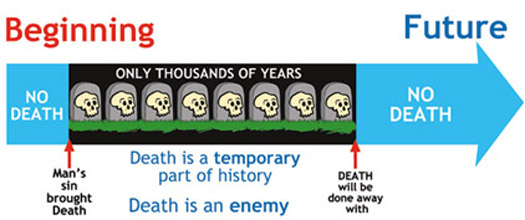 Beginning
Future
ONLY THOUSANDS OF YEARS
NO
DEATH
NO
DEATH
Man's
sin
brought
Death
Death is a temporary
part of history
Death is an enemy
DEATH
will be
done away
with